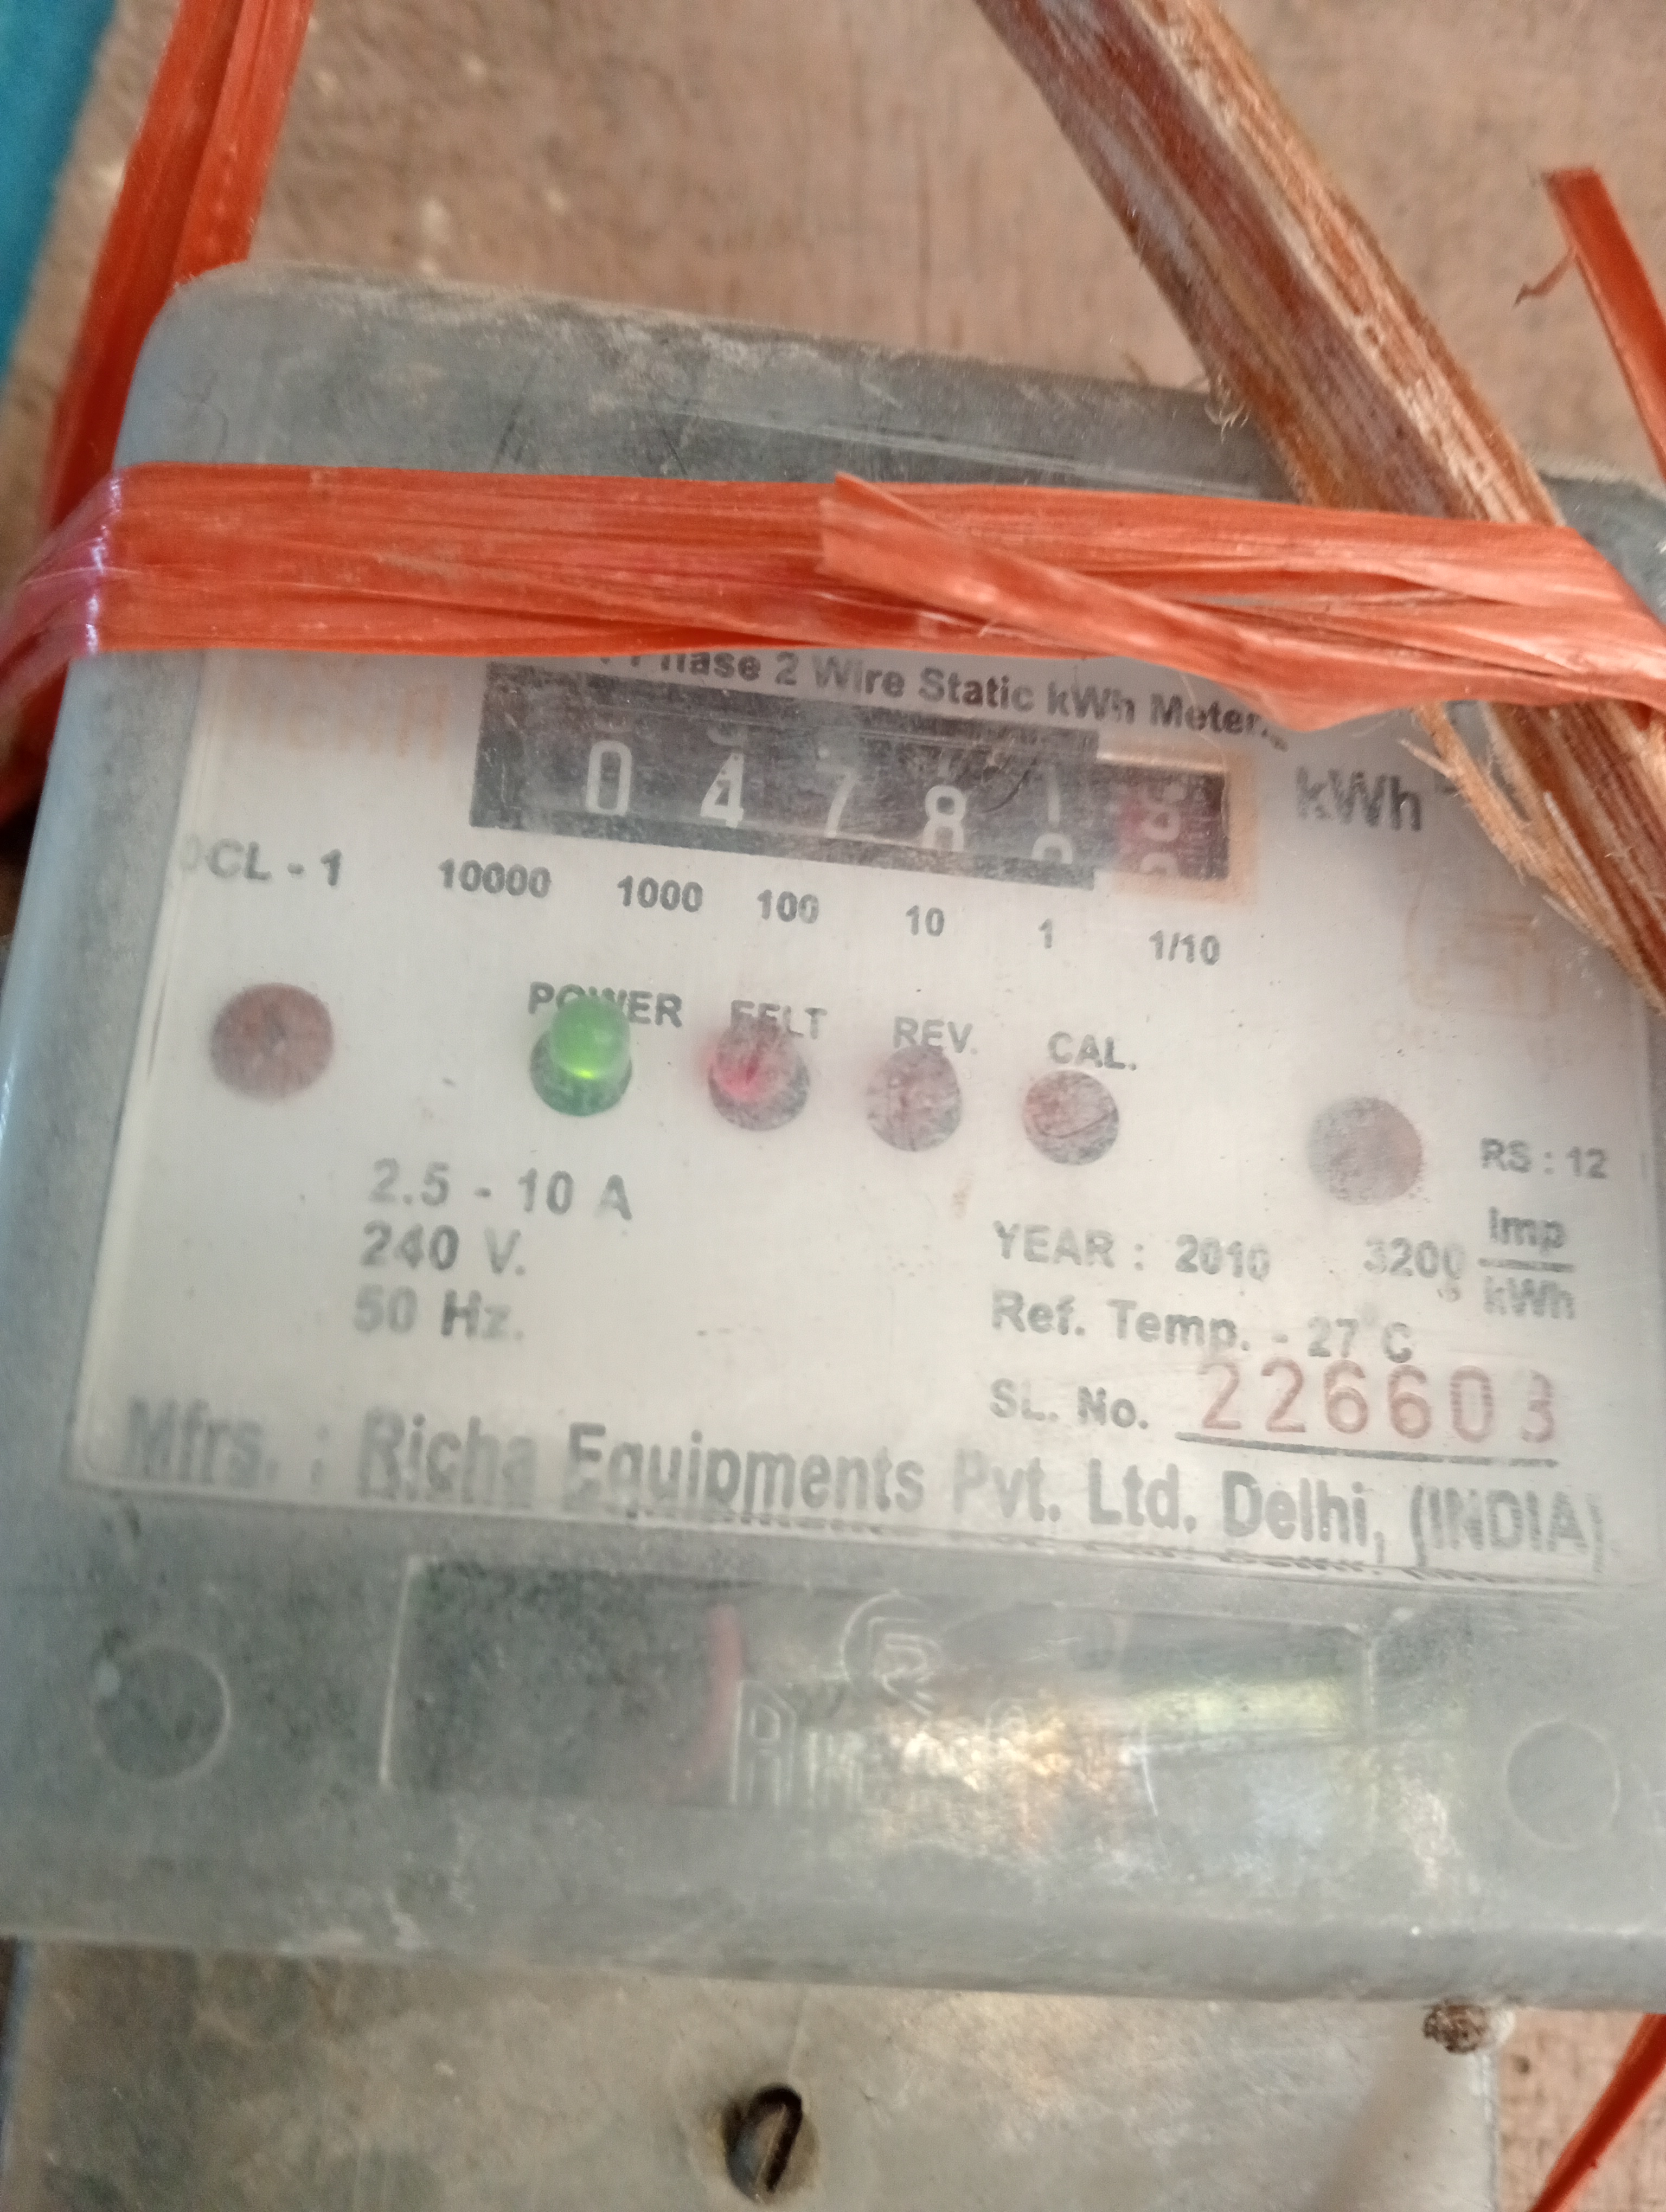 Phase 2 Wire Static kWh Meter
0 4 7 8 1 kWh
CL - 1 10000 1000 100 10 1 1/10
POWER EFLT REV. CAL.
RS : 12
2.5 - 10 A
240 V.
50 Hz.
YEAR : 2010 3200 Imp/kWh
Ref. Temp. - 27°C
SL. No. 226603
Mfrs. : Richa Equipments Pvt. Ltd. Delhi, (INDIA)